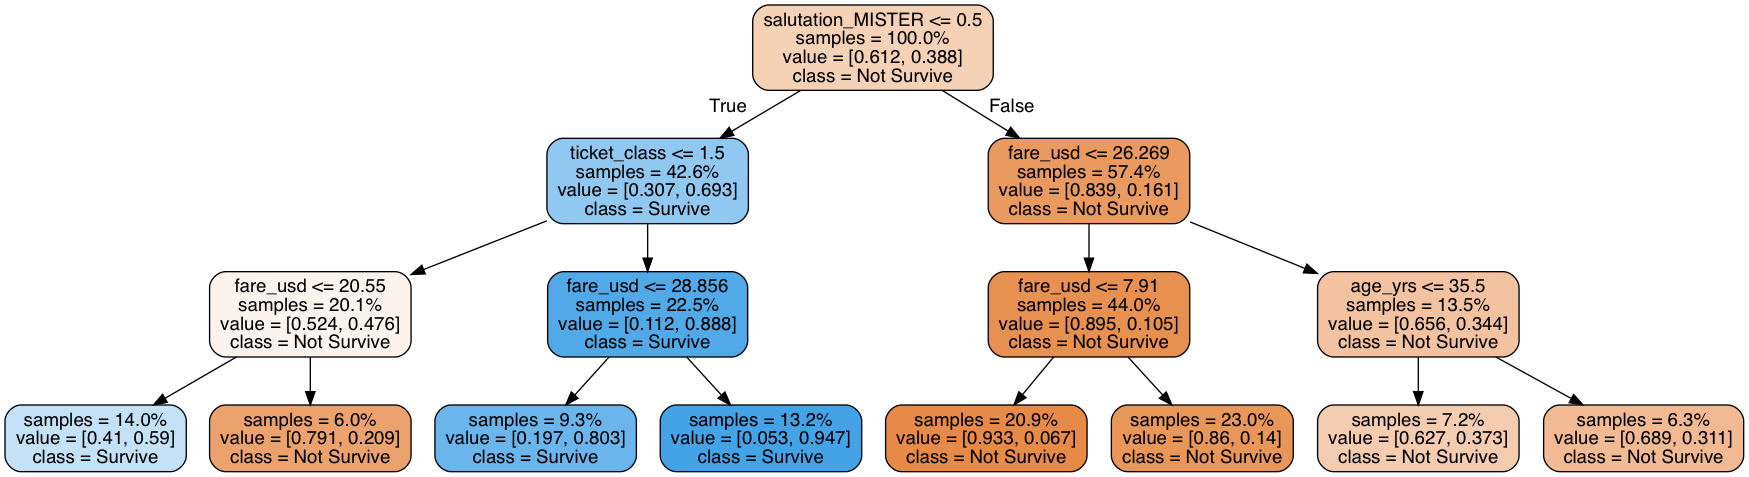 salutation_MISTER <= 0.5
samples = 100.0%
value = [0.612, 0.388]
class = Not Survive
True
False
ticket_class <= 1.5
samples = 42.6%
value = [0.307, 0.693]
class = Survive
fare_usd <= 26.269
samples = 57.4%
value = [0.839, 0.161]
class = Not Survive
fare_usd <= 20.55
samples = 20.1%
value = [0.524, 0.476]
class = Not Survive
fare_usd <= 28.856
samples = 22.5%
value = [0.112, 0.888]
class = Survive
fare_usd <= 7.91
samples = 44.0%
value = [0.895, 0.105]
class = Not Survive
age_yrs <= 35.5
samples = 13.5%
value = [0.656, 0.344]
class = Not Survive
samples = 14.0%
value = [0.41, 0.59]
class = Survive
samples = 6.0%
value = [0.791, 0.209]
class = Not Survive
samples = 9.3%
value = [0.197, 0.803]
class = Survive
samples = 13.2%
value = [0.053, 0.947]
class = Survive
samples = 20.9%
value = [0.933, 0.067]
class = Not Survive
samples = 23.0%
value = [0.86, 0.14]
class = Not Survive
samples = 7.2%
value = [0.627, 0.373]
class = Not Survive
samples = 6.3%
value = [0.689, 0.311]
class = Not Survive